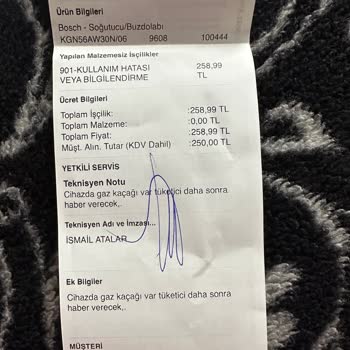 Ürün Bilgileri
Bosch - Soğutucu/Buzdolabı
KGN56AW30N/06 9608 100444
Yapılan Malzemesiz İşçilikler
901-KULLANIM HATASI 258,99
VEYA BİLGİLENDİRME TL
Ücret Bilgileri
Toplam İşçilik: :258,99 TL
Toplam Malzeme: :0,00 TL
Toplam Fiyat: :258,99 TL
Müşt. Alın. Tutar (KDV Dahil) :250,00 TL
YETKİLİ SERVİS
Teknisyen Notu
Cihazda gaz kaçağı var tüketici daha sonra
haber verecek,.
Teknisyen Adı ve İmzası...
İSMAİL ATALAR
Ek Bilgiler
Cihazda gaz kaçağı var tüketici daha sonra
haber verecek,.
MÜŞTERİ